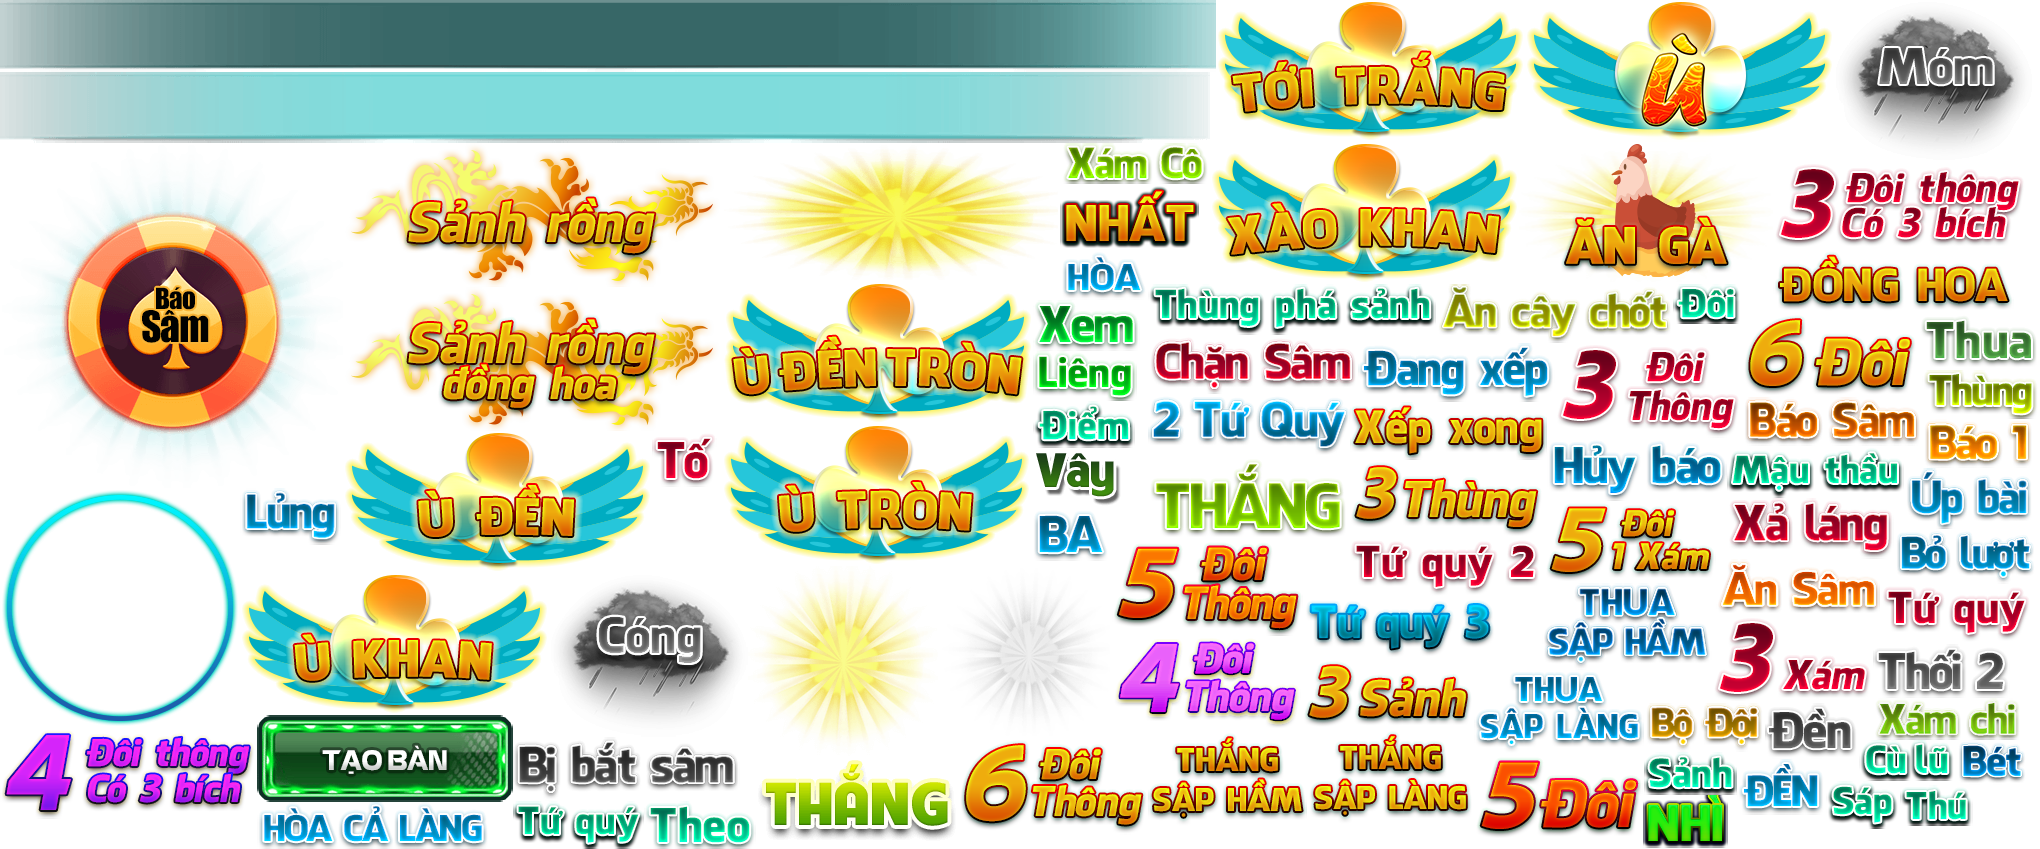 TỚI TRẮNG
Ù
Móm
Xám Cô
NHẤT
HÒA
XÀO KHAN
ĂN GÀ
3 Đôi thông
Có 3 bích
ĐỒNG HOA
Báo
Sâm
Sảnh rồng
Sảnh rồng
đồng hoa
Ù ĐỀN TRÒN
Xem
Liêng
Điểm
Vây
BA
Thùng phá sảnh
Ăn cây chốt
Đôi
Chặn Sâm
Đang xếp
3 Đôi
Thông
6 Đôi
Thua
Thùng
2 Tứ Quý
Xếp xong
Báo Sâm
Báo 1
Lủng
Ù ĐỀN
Tố
Ù TRÒN
THẮNG
3 Thùng
Hủy báo
Mậu thầu
Úp bài
5 Đôi
1 Xám
Xả láng
Bỏ lượt
5 Đôi
Thông
Tứ quý 2
Tứ quý 3
THUA
SẬP HẦM
Ăn Sâm
Tứ quý
Ù KHAN
Cóng
4 Đôi
Thông
3 Sảnh
THUA
SẬP LÀNG
3 Xám
Thối 2
Bộ Đội
Đền
Xám chi
4 Đôi thông
Có 3 bích
TẠO BÀN
HÒA CẢ LÀNG
Bị bắt sâm
Tứ quý
Theo
THẮNG
6 Đôi
Thông
THẮNG
SẬP HẦM
THẮNG
SẬP LÀNG
5 Đôi
Sảnh
NHÌ
ĐỀN
Cù lũ
Bét
Sáp Thú